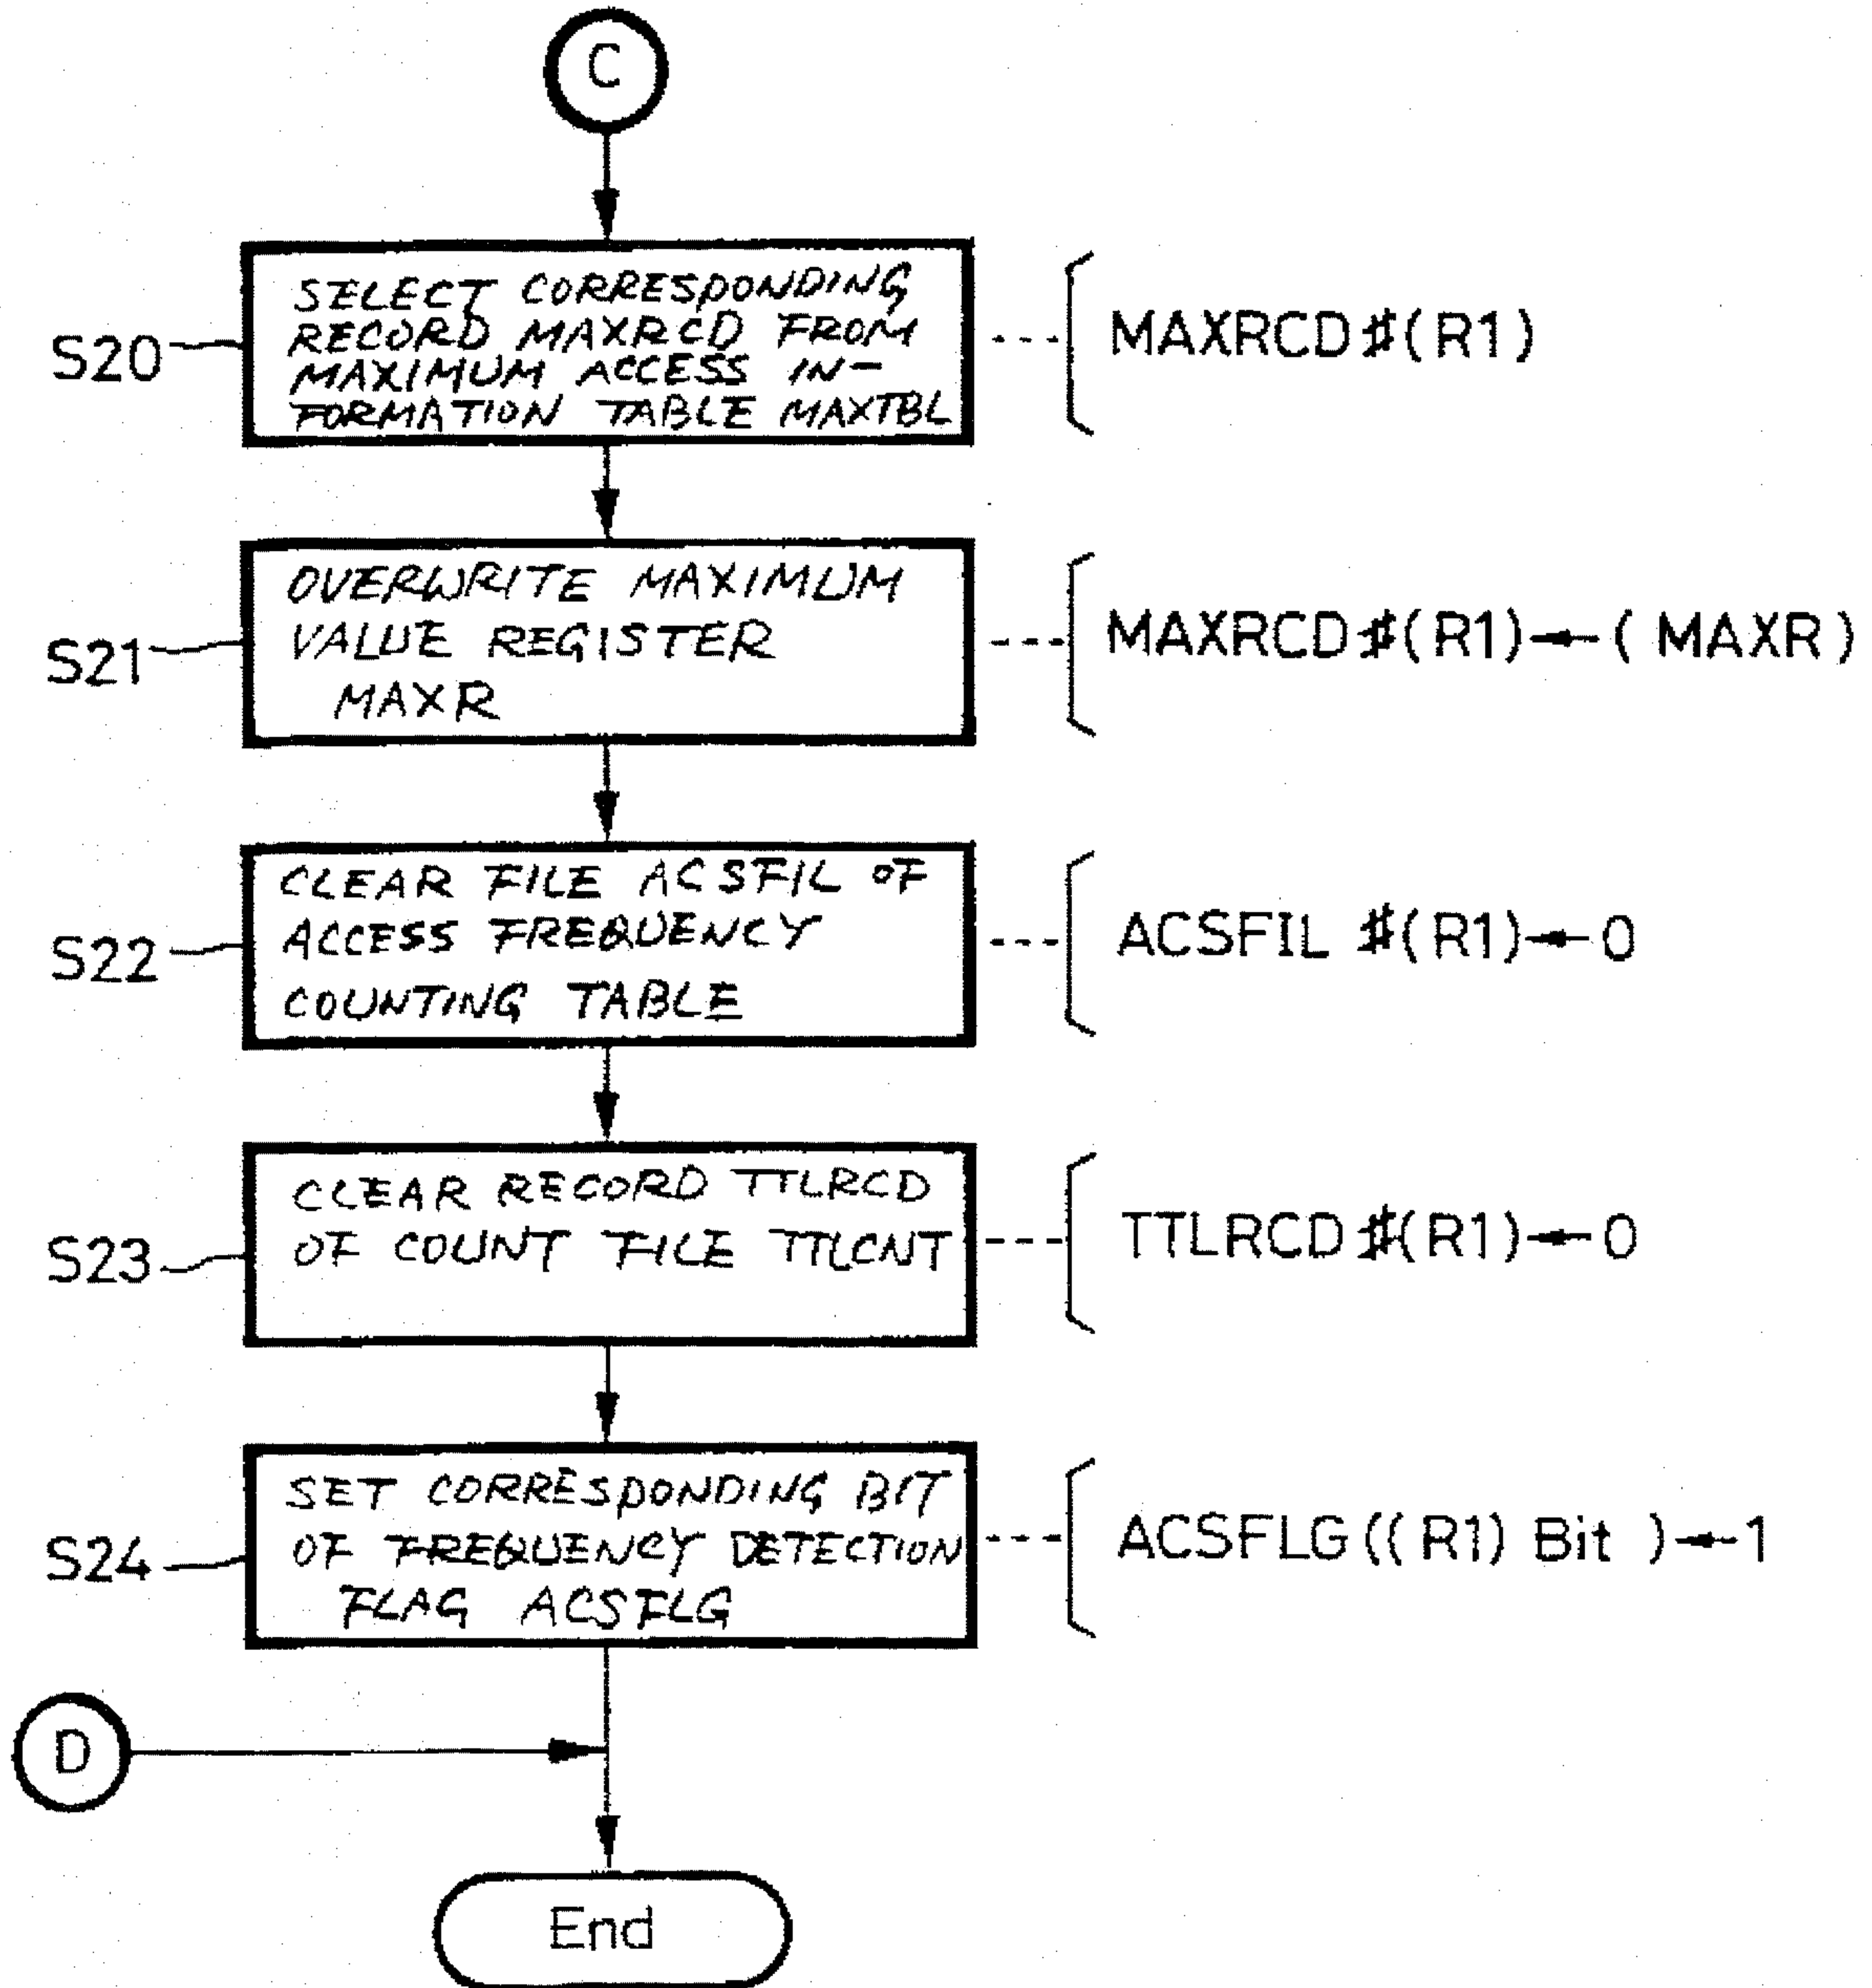 C
SELECT CORRESPONDING
RECORD MAXRCD FROM
MAXIMUM ACCESS IN-
FORMATION TABLE MAXTBL
S20
MAXRCD #(R1)
OVERWRITE MAXIMUM
VALUE REGISTER
MAXR
S21
MAXRCD #(R1) ← ( MAXR )
CLEAR FILE ACSFIL OF
ACCESS FREQUENCY
COUNTING TABLE
S22
ACSFIL #(R1) ← 0
CLEAR RECORD TTLRCD
OF COUNT FILE TTLCNT
S23
TTLRCD #(R1) ← 0
SET CORRESPONDING BIT
OF FREQUENCY DETECTION
FLAG ACSFLG
S24
ACSFLG ((R1) Bit ) ← 1
D
End